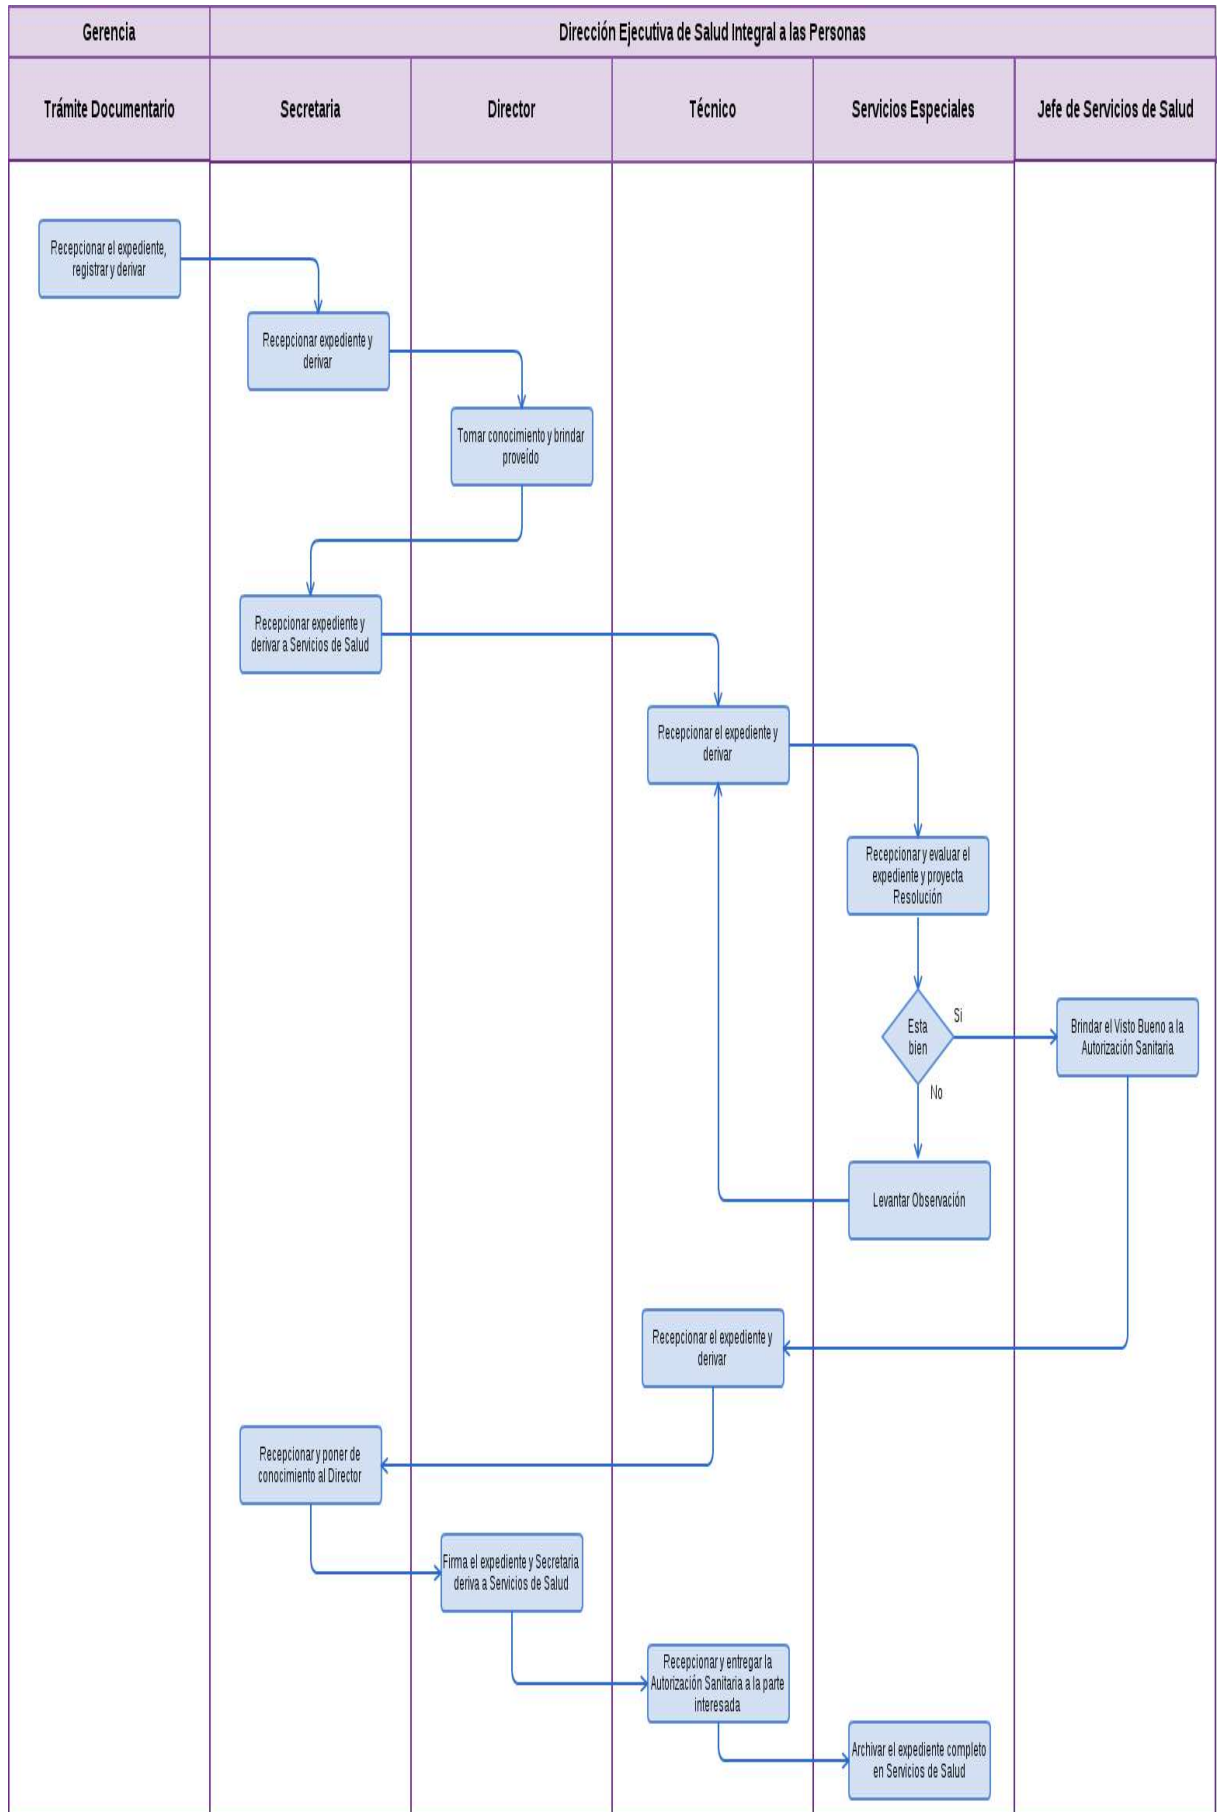 Gerencia
Dirección Ejecutiva de Salud Integral a las Personas
Trámite Documentario
Secretaria
Director
Técnico
Servicios Especiales
Jefe de Servicios de Salud
Recepcionar el expediente,
registrar y derivar
Recepcionar expediente y
derivar
Tomar conocimiento y brindar
proveído
Recepcionar expediente y
derivar a Servicios de Salud
Recepcionar el expediente y
derivar
Recepcionar y evaluar el
expediente y proyecta
Resolución
Esta
bien
Si
No
Brindar el Visto Bueno a la
Autorización Sanitaria
Levantar Observación
Recepcionar el expediente y
derivar
Recepcionar y poner de
conocimiento al Director
Firma el expediente y Secretaria
deriva a Servicios de Salud
Recepcionar y entregar la
Autorización Sanitaria a la parte
interesada
Archivar el expediente completo
en Servicios de Salud